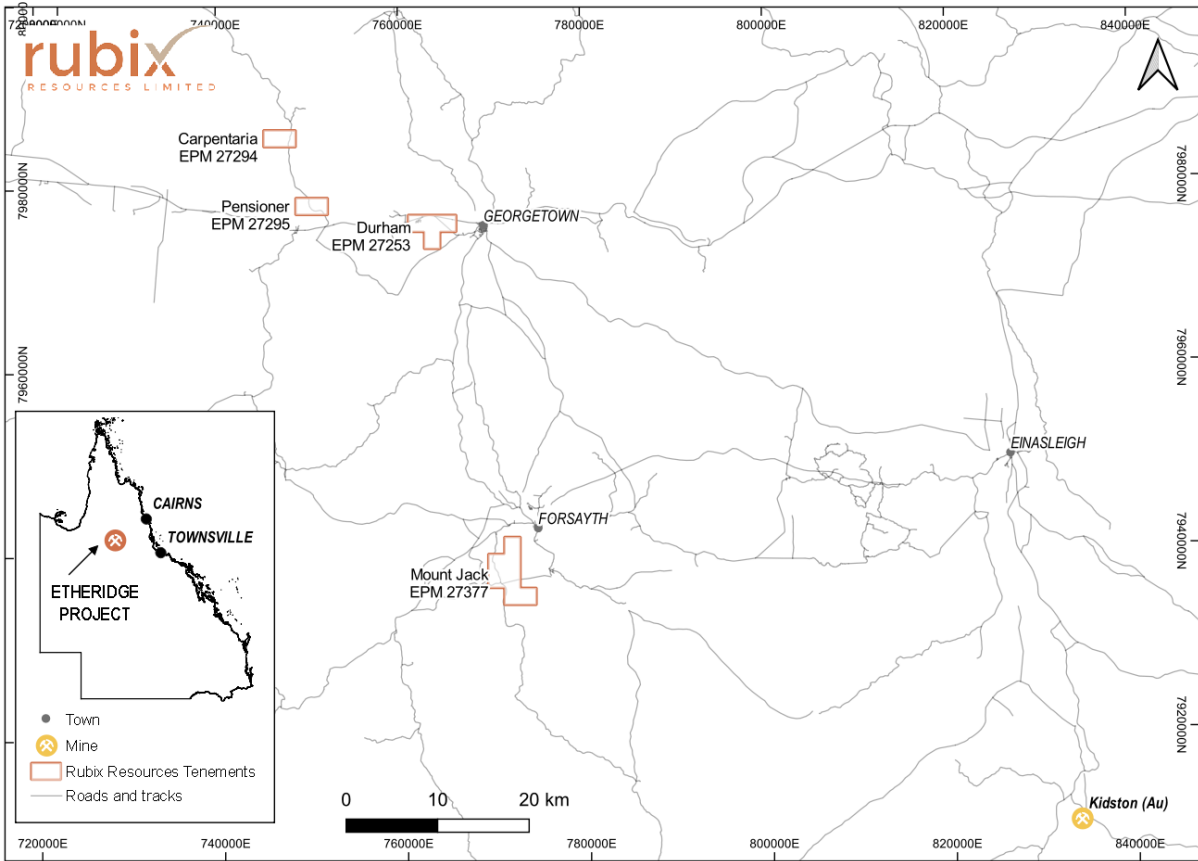 720000E
740000E
760000E
780000E
800000E
820000E
840000E
rubix
RESOURCES LIMITED
Carpentaria
EPM 27294
7980000N
7980000N
Pensioner
EPM 27295
Durham
EPM 27253
GEORGETOWN
7960000N
7960000N
EINASLEIGH
CAIRNS
TOWNSVILLE
ETHERIDGE
PROJECT
FORSAYTH
7940000N
Mount Jack
EPM 27377
7920000N
Town
Mine
Rubix Resources Tenements
Roads and tracks
0 10 20 km
Kidston (Au)
720000E
740000E
760000E
780000E
800000E
820000E
840000E